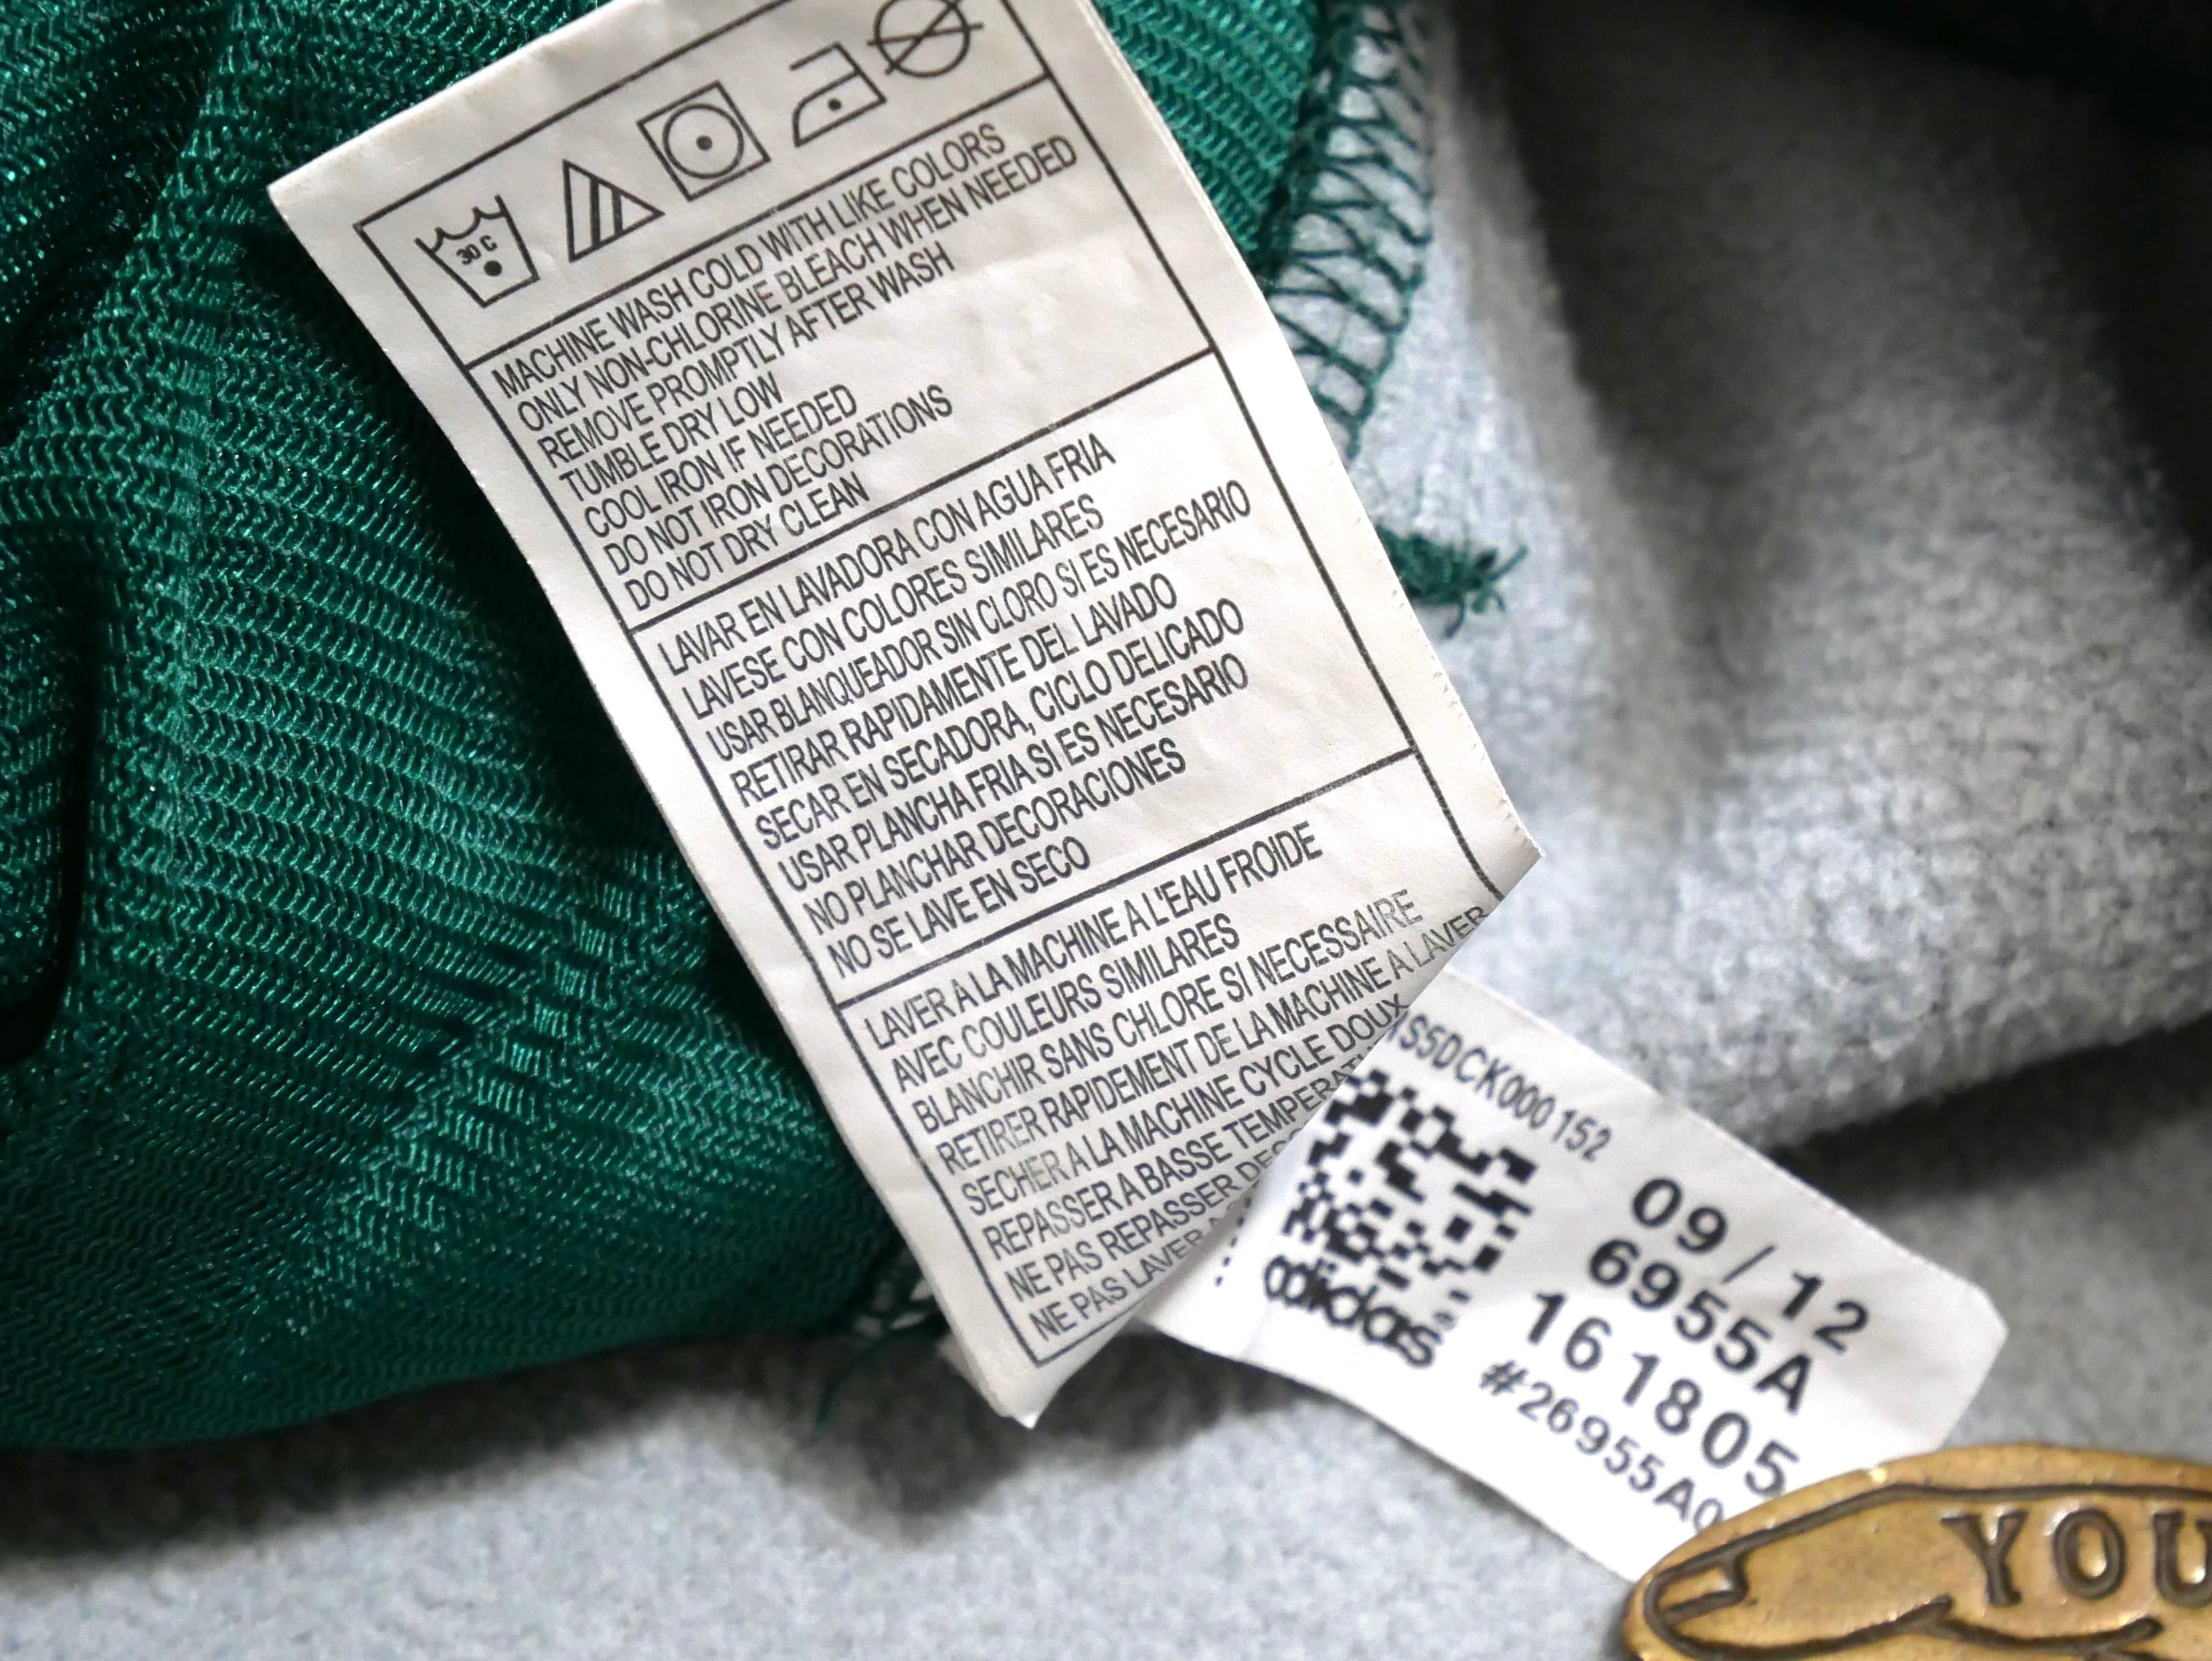 30 C
MACHINE WASH COLD WITH LIKE COLORS
ONLY NON-CHLORINE BLEACH WHEN NEEDED
REMOVE PROMPTLY AFTER WASH
TUMBLE DRY LOW
COOL IRON IF NEEDED
DO NOT IRON DECORATIONS
DO NOT DRY CLEAN
LAVAR EN LAVADORA CON AGUA FRIA
LAVESE CON COLORES SIMILARES
USAR BLANQUEADOR SIN CLORO SI ES NECESARIO
RETIRAR RAPIDAMENTE DEL LAVADO
SECAR EN SECADORA, CICLO DELICADO
USAR PLANCHA FRIA SI ES NECESARIO
NO PLANCHAR DECORACIONES
NO SE LAVE EN SECO
LAVER A LA MACHINE A L'EAU FROIDE
AVEC COULEURS SIMILARES
BLANCHIR SANS CHLORE SI NECESSAIRE
RETIRER RAPIDEMENT DE LA MACHINE A LAVER
SECHER A LA MACHINE CYCLE DOUX
REPASSER A BASSE
NE PAS REPASSER
NE PAS LAVER
S5DCK000152
09/12
6955A
161805
#26955A0
adidas
YOU